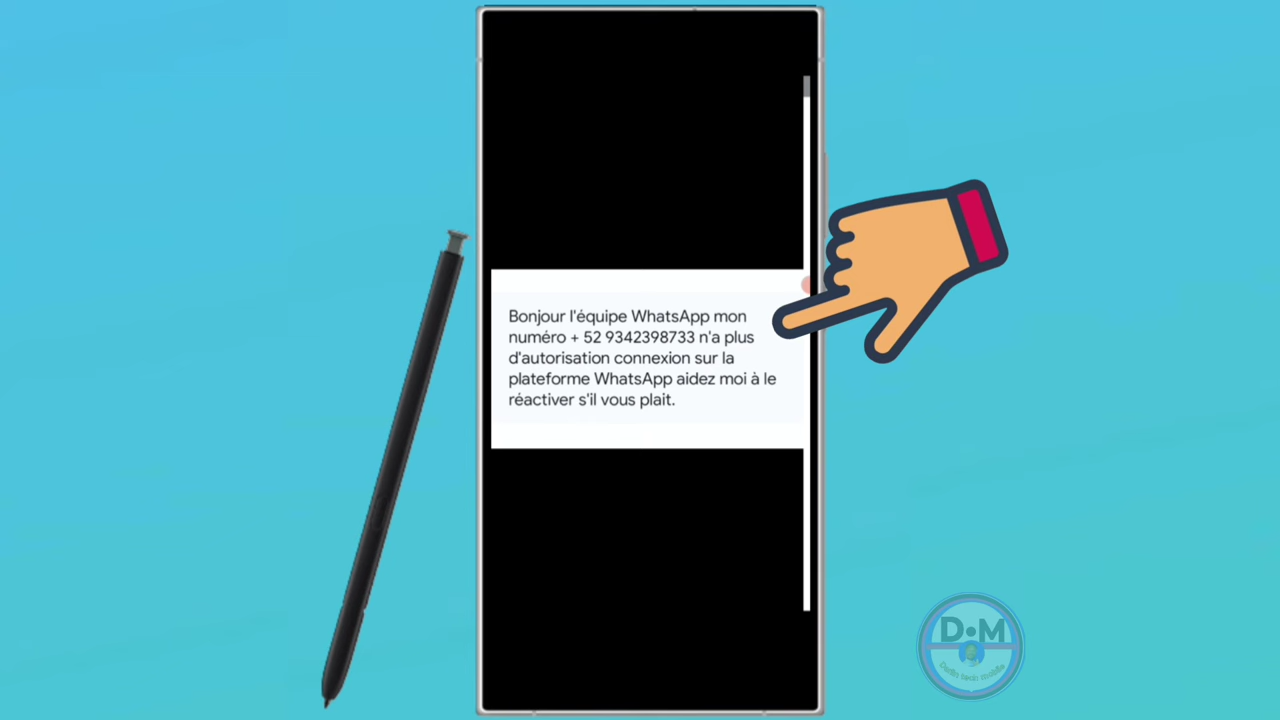 Bonjour l'équipe WhatsApp mon
numéro + 52 9342398733 n'a plus
d'autorisation connexion sur la
plateforme WhatsApp aidez moi à le
réactiver s'il vous plait.
D•M